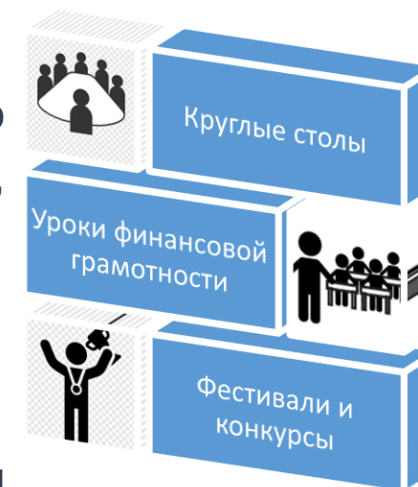 Круглые столы
Уроки финансовой
грамотности
Фестивали и
конкурсы